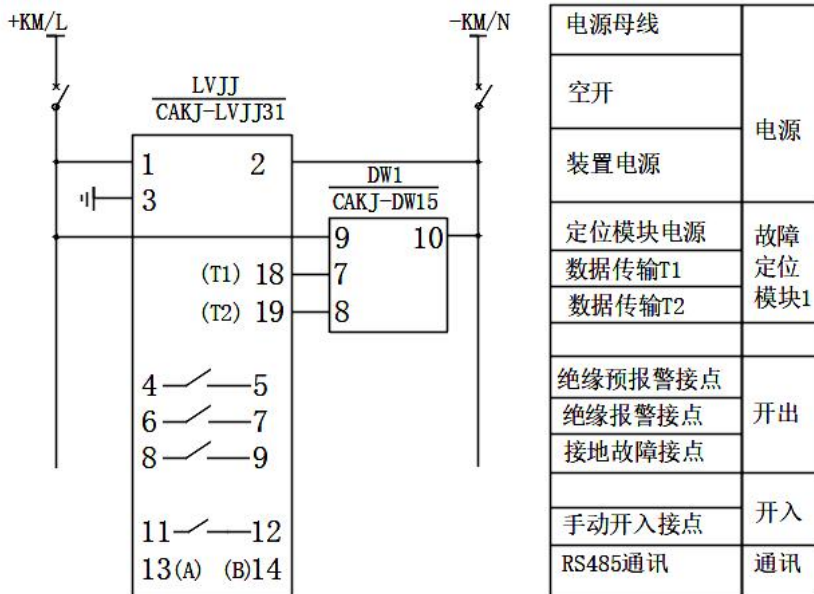 +KM/L
-KM/N
LVJJ
CAKJ-LVJJ31
1
2
3
DW1
CAKJ-DW15
9
10
(T1) 18
7
(T2) 19
8
4
5
6
7
8
9
11
12
13(A)
(B)14
电源母线
空开
装置电源
电源
定位模块电源
数据传输T1
数据传输T2
故障
定位
模块1
绝缘预报警接点
绝缘报警接点
接地故障接点
开出
手动开入接点
开入
RS485通讯
通讯